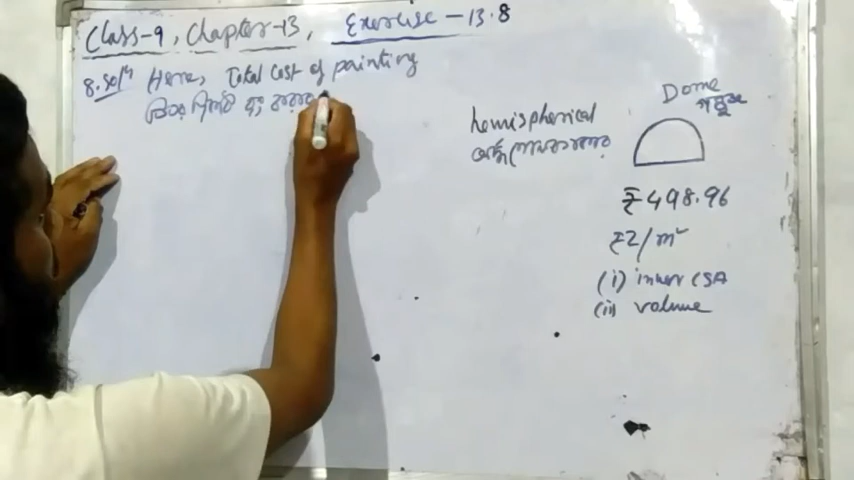 Class-9, Chapter-13, Exercise-13.8
8. Solⁿ Here, Total cost of painting
hemispherical
Dome
গম্বুজ
₹498.96
₹2/m²
(i) inner CSA
(ii) volume